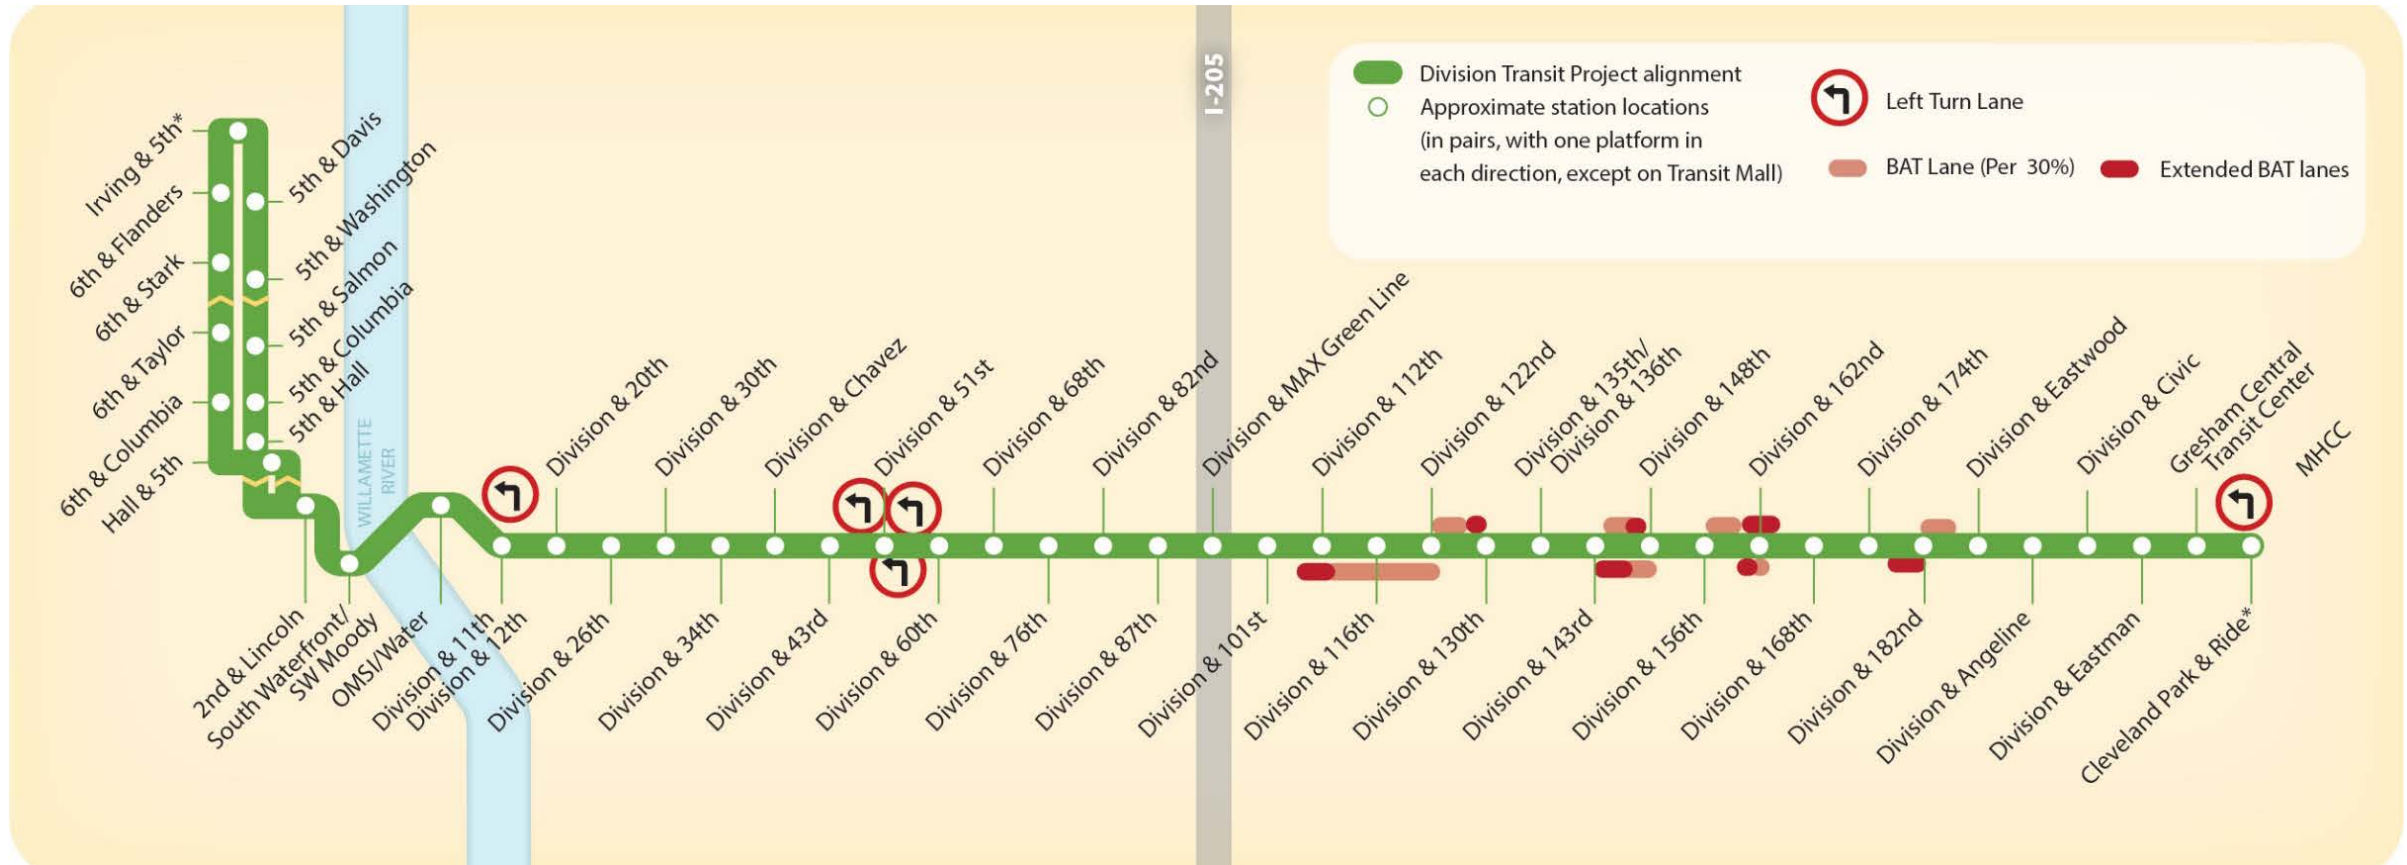 I-205
Division Transit Project alignment
Approximate station locations
(in pairs, with one platform in
each direction, except on Transit Mall)
Left Turn Lane
BAT Lane (Per 30%)
Extended BAT lanes
Irving & 5th*
6th & Flanders
6th & Stark
6th & Taylor
6th & Columbia
Hall & 5th
5th & Davis
5th & Washington
5th & Salmon
5th & Columbia
5th & Hall
WILLAMETTE
RIVER
Division & 20th
Division & 30th
Division & Chavez
Division & 51st
Division & 68th
Division & 82nd
Division & MAX Green Line
Division & 112th
Division & 122nd
Division & 135th/
Division & 136th
Division & 148th
Division & 162nd
Division & 174th
Division & Eastwood
Division & Civic
Gresham Central
Transit Center
MHCC
2nd & Lincoln
South Waterfront/
SW Moody
OMSI/Water
Division & 11th
Division & 12th
Division & 26th
Division & 34th
Division & 43rd
Division & 60th
Division & 76th
Division & 87th
Division & 101st
Division & 116th
Division & 130th
Division & 143rd
Division & 156th
Division & 168th
Division & 182nd
Division & Angeline
Division & Eastman
Cleveland Park & Ride*